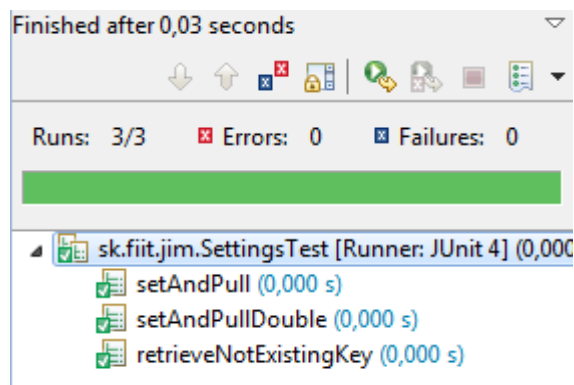 Finished after 0,03 seconds
Runs: 3/3 Errors: 0 Failures: 0
sk.fiit.jim.SettingsTest [Runner: JUnit 4] (0,000
setAndPull (0,000 s)
setAndPullDouble (0,000 s)
retrieveNotExistingKey (0,000 s)